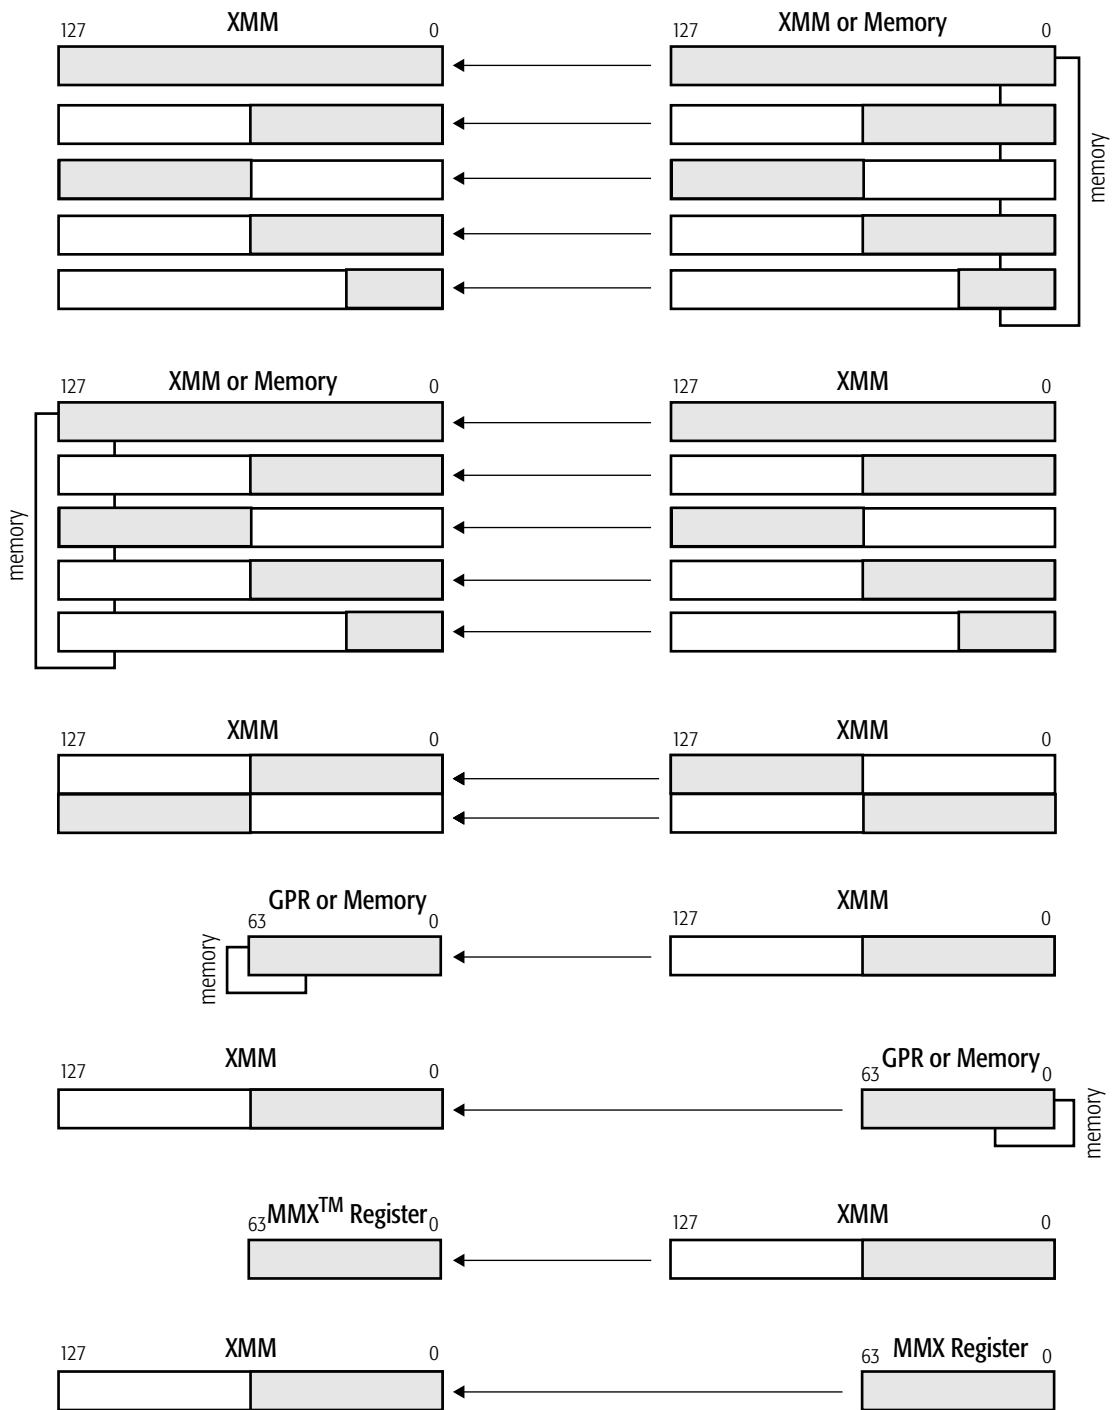 XMM XMM or Memory
127 0 127 0
memory
XMM or Memory XMM
127 0 127 0
memory
XMM XMM
127 0 127 0
GPR or Memory XMM
63 0 127 0
memory
XMM GPR or Memory
127 0 63 0
memory
MMX™ Register XMM
63 0 127 0
XMM MMX Register
127 0 63 0